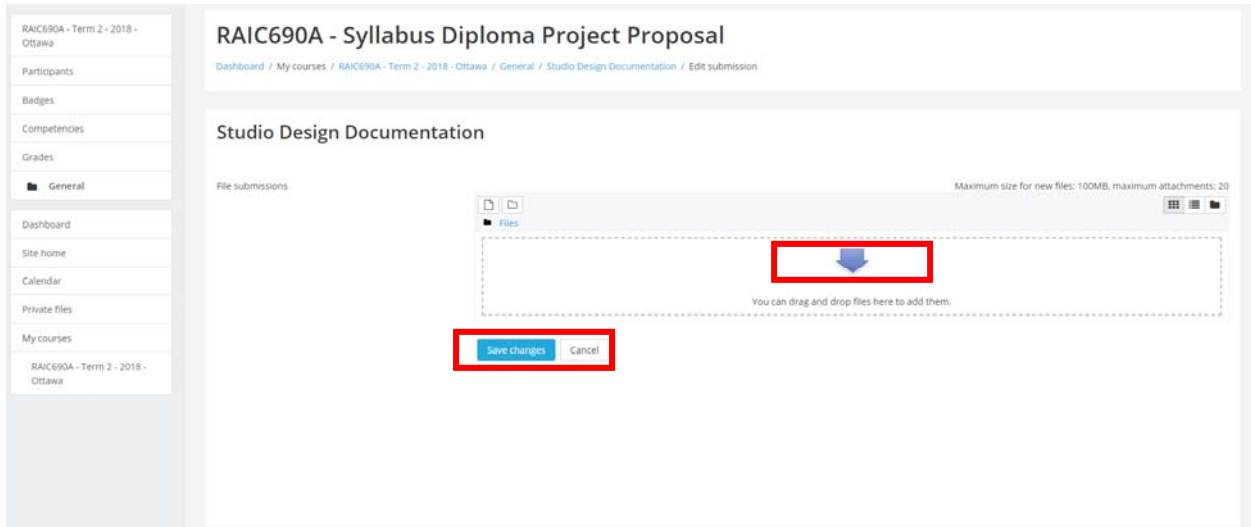 RAIC690A - Term 2 - 2018 -
Ottawa
Participants
Badges
Competencies
Grades
General
Dashboard
Site home
Calendar
Private files
My courses
RAIC690A - Term 2 - 2018 -
Ottawa
RAIC690A - Syllabus Diploma Project Proposal
Dashboard / My courses / RAIC690A - Term 2 - 2018 - Ottawa / General / Studio Design Documentation / Edit submission
Studio Design Documentation
File submissions
Maximum size for new files: 100MB, maximum attachments: 20
Files
You can drag and drop files here to add them.
Save changes Cancel